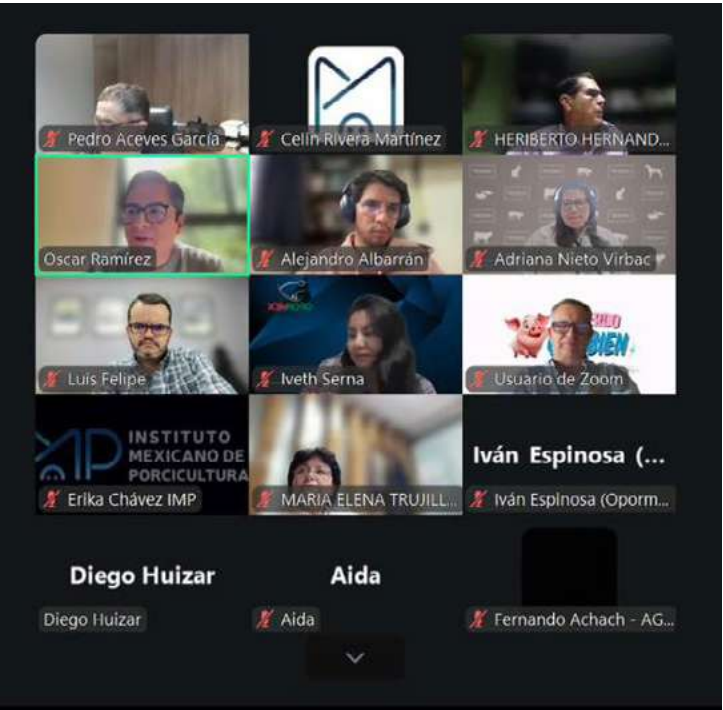 Pedro Aceves García
Celín Rivera Martínez
HERIBERTO HERNAND...
Oscar Ramírez
Alejandro Albarrán
Adriana Nieto Virbac
Luis Felipe
Iveth Serna
BIEN
Usuario de Zoom
INSTITUTO
MEXICANO DE
PORCICULTURA
Erika Chávez IMP
MARIA ELENA TRUJILL...
Iván Espinosa (...
Iván Espinosa (Oporm...
Diego Huizar
Diego Huizar
Aida
Aida
Fernando Achach - AG...